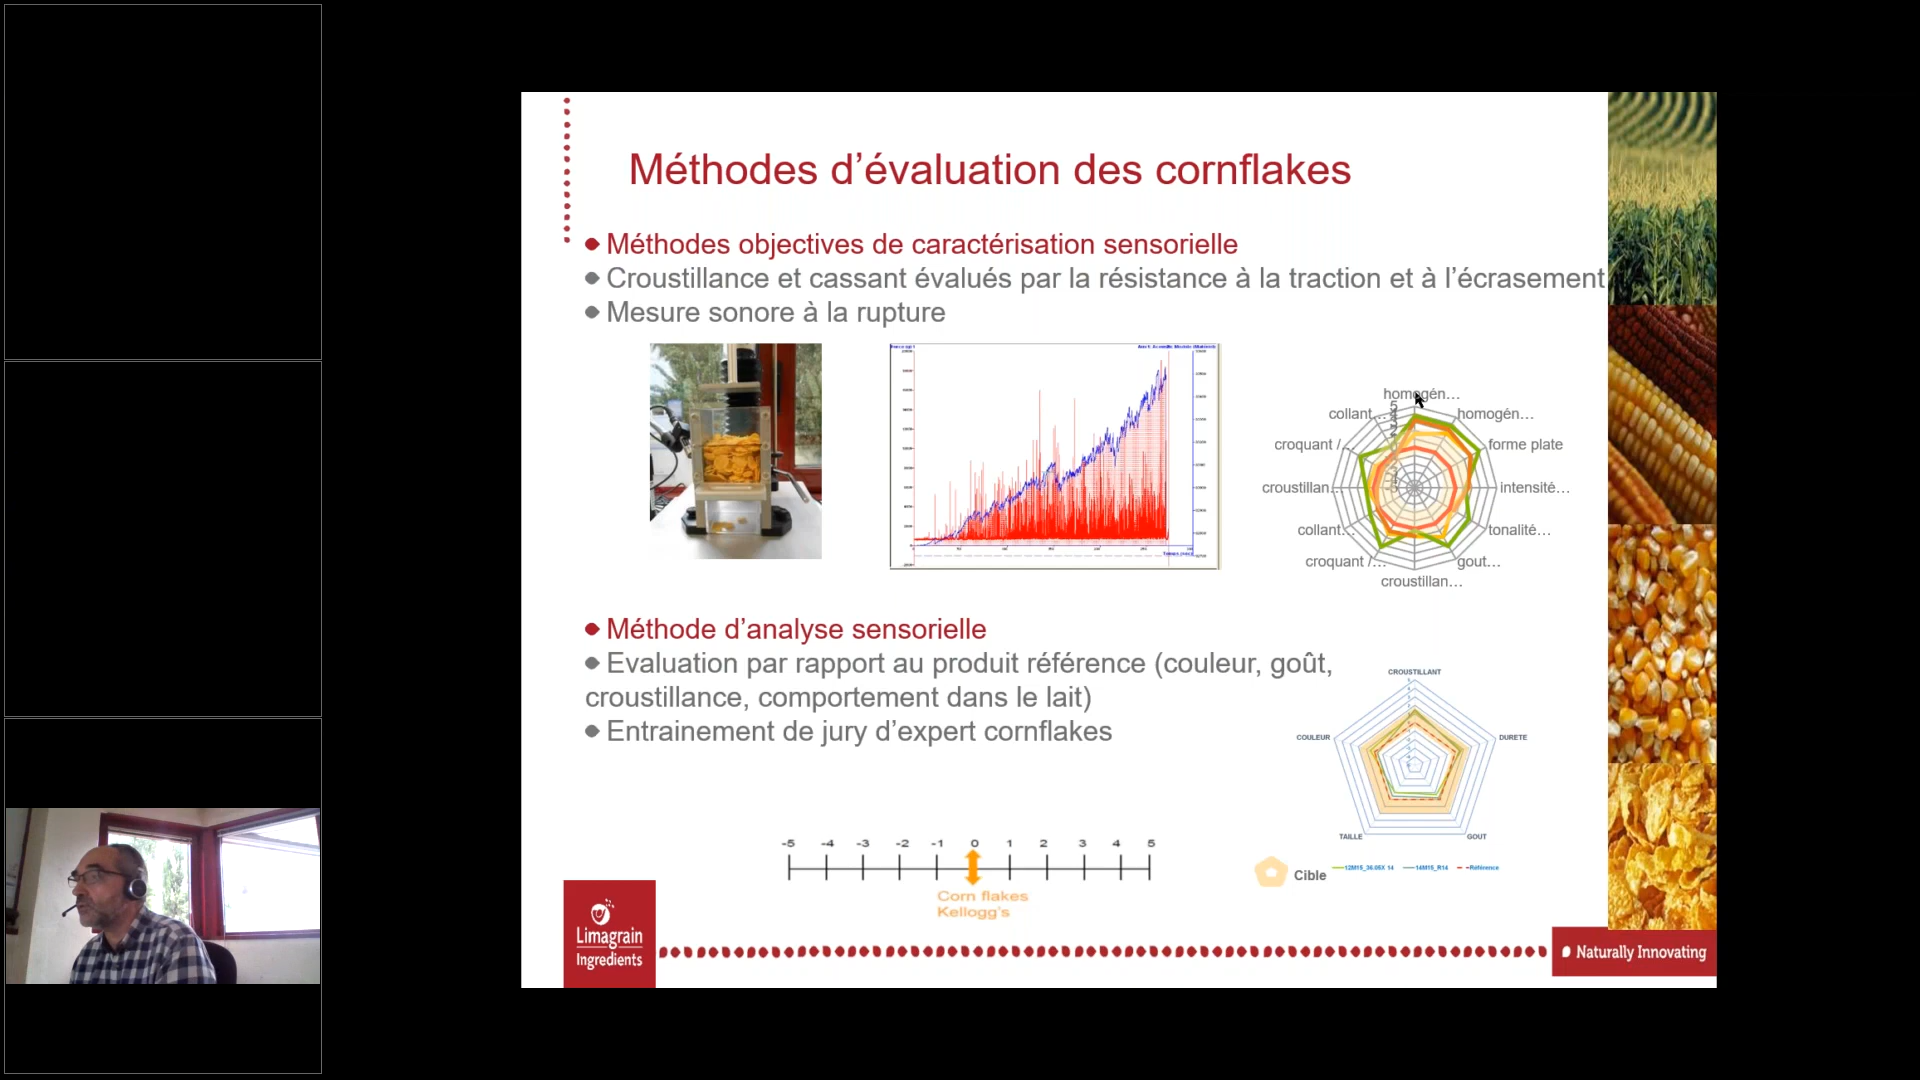 Méthodes d’évaluation des cornflakes
Méthodes objectives de caractérisation sensorielle
Croustillance et cassant évalués par la résistance à la traction et à l’écrasement
Mesure sonore à la rupture
homogén...
collant...
homogén...
croquant /...
forme plate
croustillan...
intensité...
collant...
tonalité...
croquant /...
gout...
croustillan...
Méthode d’analyse sensorielle
Evaluation par rapport au produit référence (couleur, goût,
croustillance, comportement dans le lait)
Entrainement de jury d’expert cornflakes
CROUSTILLANT
COULEUR
DURETE
TAILLE
GOUT
Cible
14M15_R14
Référence
-5 -4 -3 -2 -1 0 1 2 3 4 5
Corn flakes
Kellogg's
Limagrain
Ingredients
Naturally Innovating